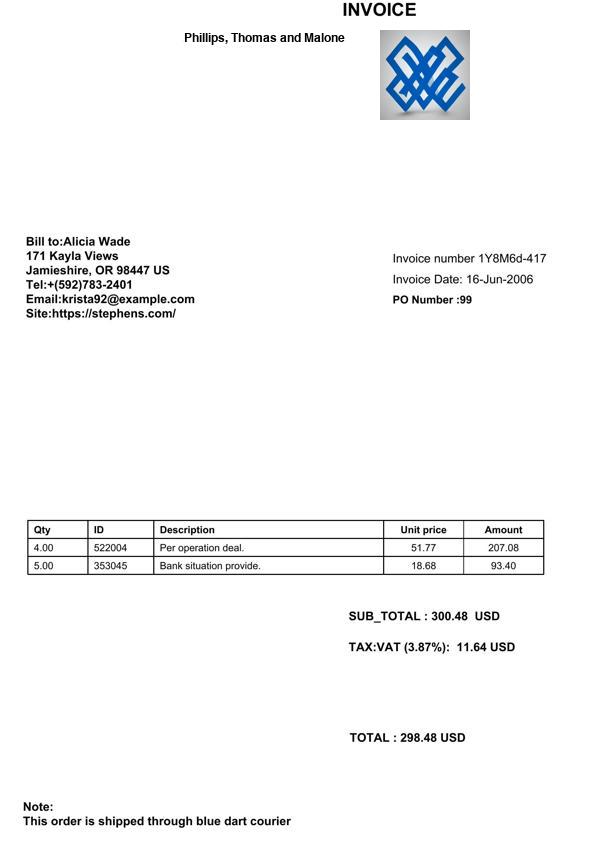 INVOICE
Phillips, Thomas and Malone
Bill to:Alicia Wade
171 Kayla Views
Jamieshire, OR 98447 US
Tel:+(592)783-2401
Email:krista92@example.com
Site:https://stephens.com/
Invoice number 1Y8M6d-417
Invoice Date: 16-Jun-2006
PO Number :99
Qty ID Description Unit price Amount
4.00 522004 Per operation deal. 51.77 207.08
5.00 353045 Bank situation provide. 18.68 93.40
SUB_TOTAL : 300.48 USD
TAX:VAT (3.87%): 11.64 USD
TOTAL : 298.48 USD
Note:
This order is shipped through blue dart courier